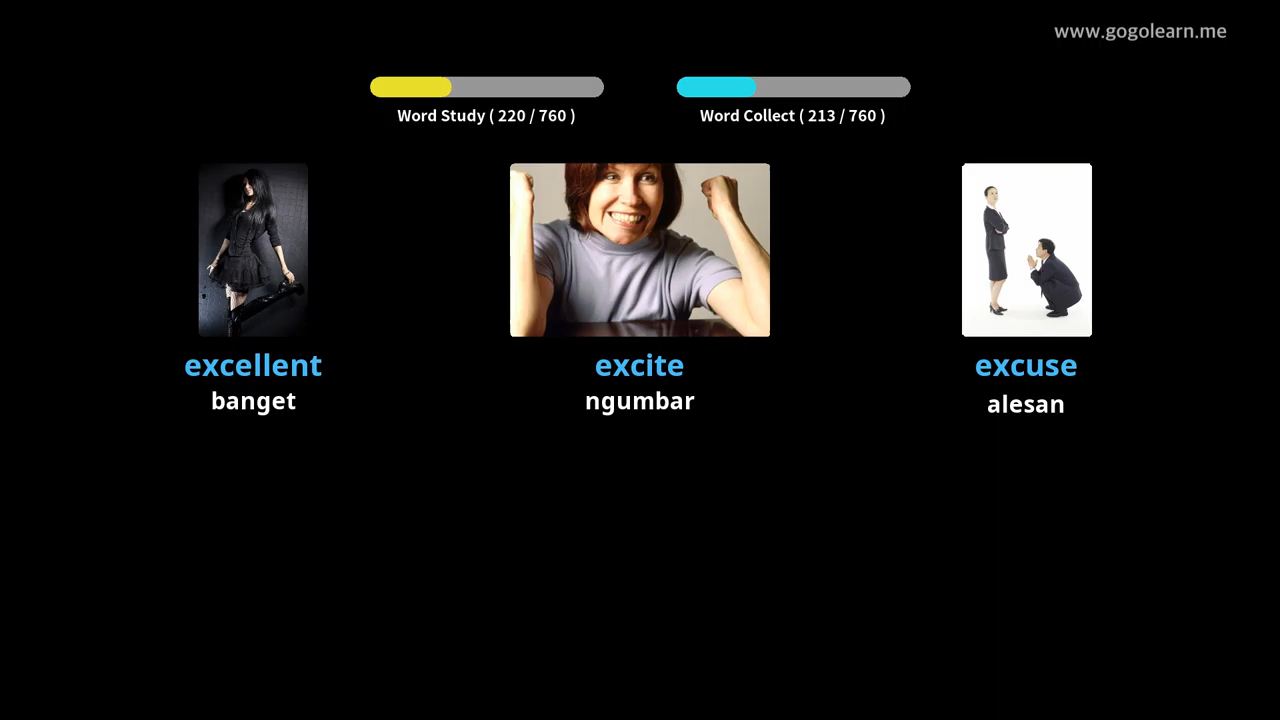 www.gogolearn.me
Word Study ( 220 / 760 )
Word Collect ( 213 / 760 )
excellent
banget
excite
ngumbar
excuse
alesan